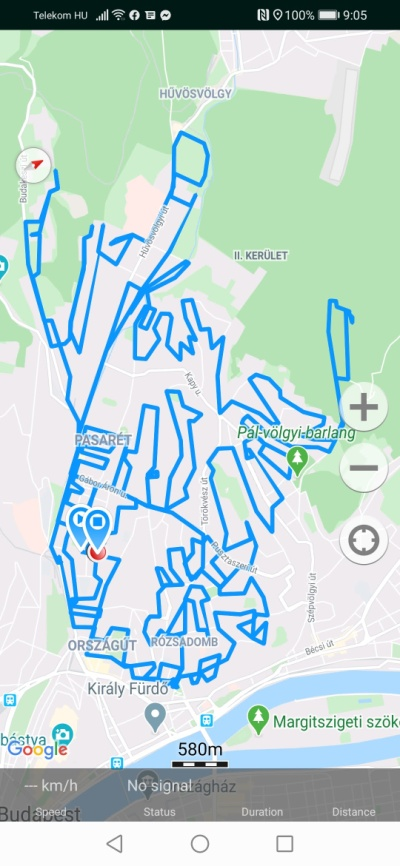 Telekom HU
100% 9:05
HŰVÖSVÖLGY
Hűvösvölgyi út
II. KERÜLET
Kapy u.
Pál-völgyi-barlang
PASARÉT
Gábor Áron u.
Törökvész út
Pusztaszeri út
Szépvölgyi út
Bécsi út
ORSZÁGÚT
RÓZSADOMB
Király Fürdő
Margitszigeti szök
bástya
Google
580m
--- km/h
No signal
Budapest
Speed
Status
Duration
Distance